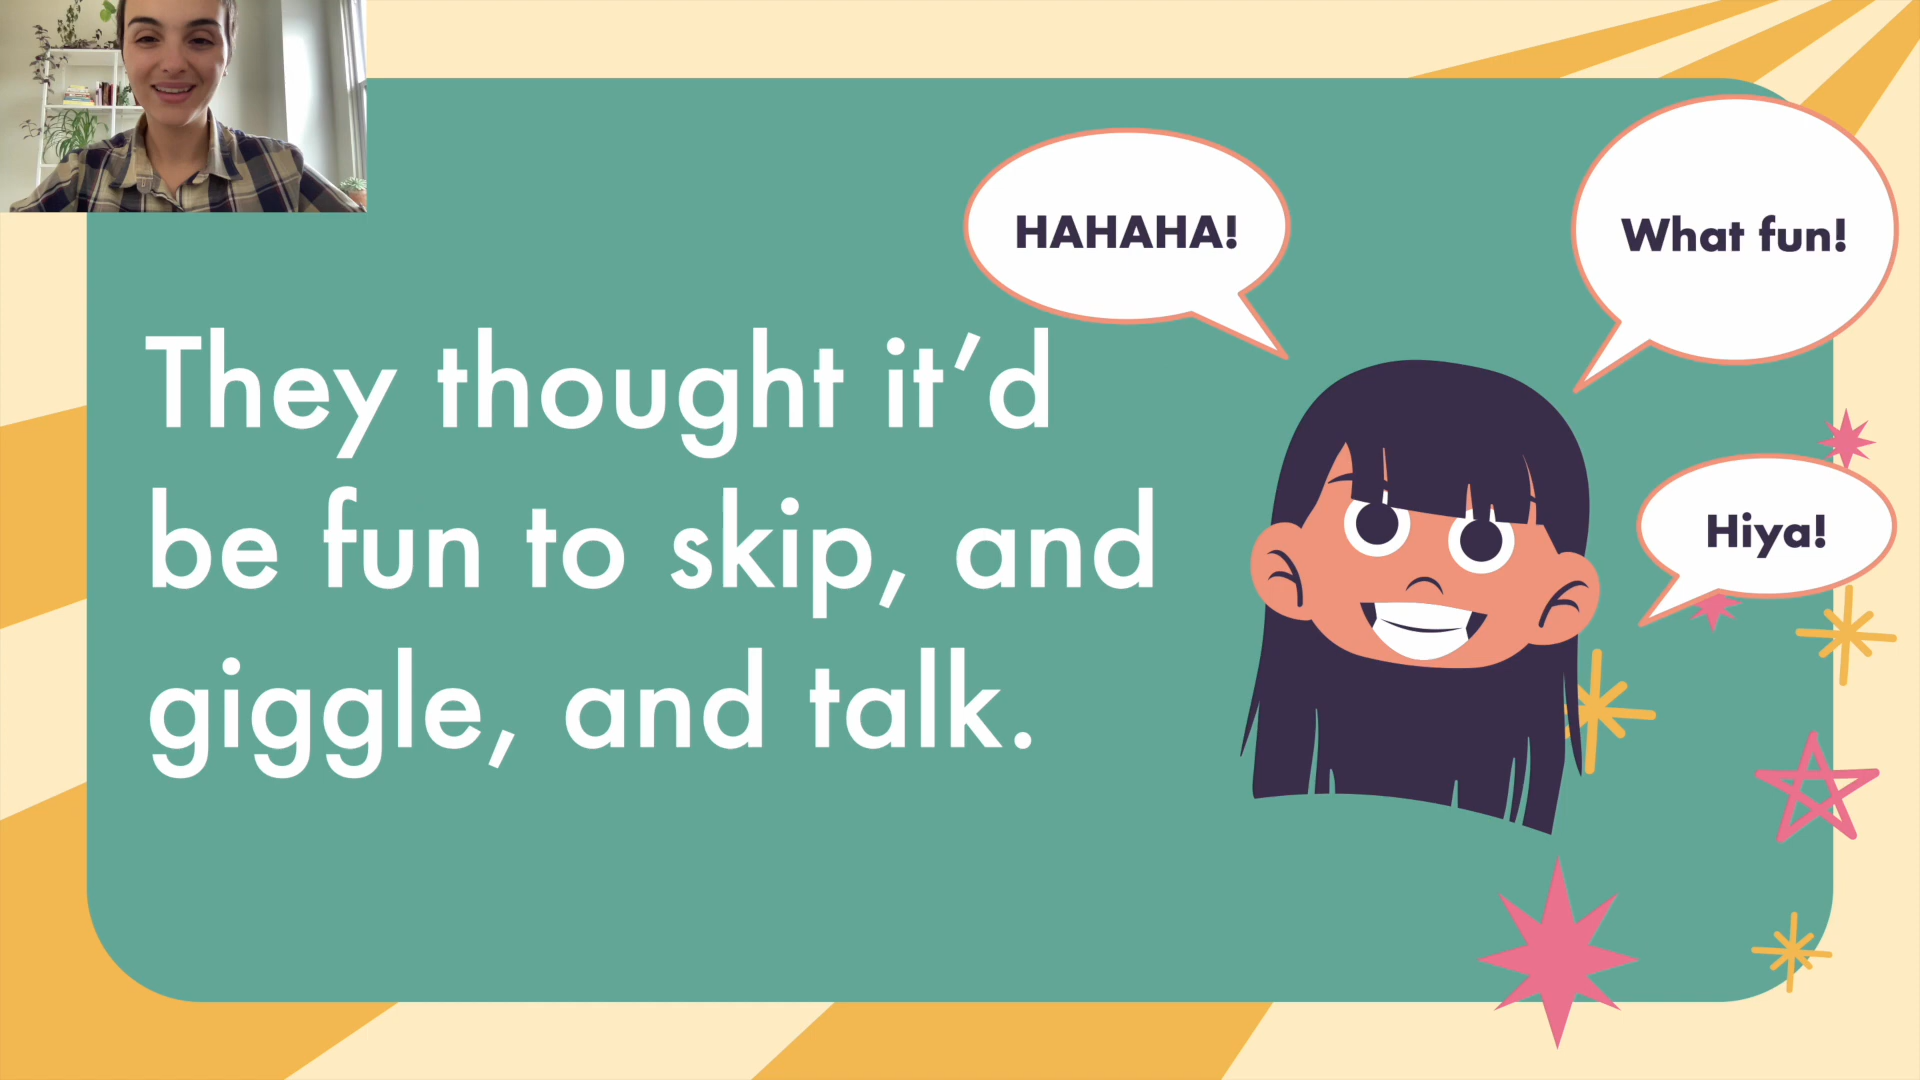 They thought it’d
be fun to skip, and
giggle, and talk.
HAHAHA!
What fun!
Hiya!